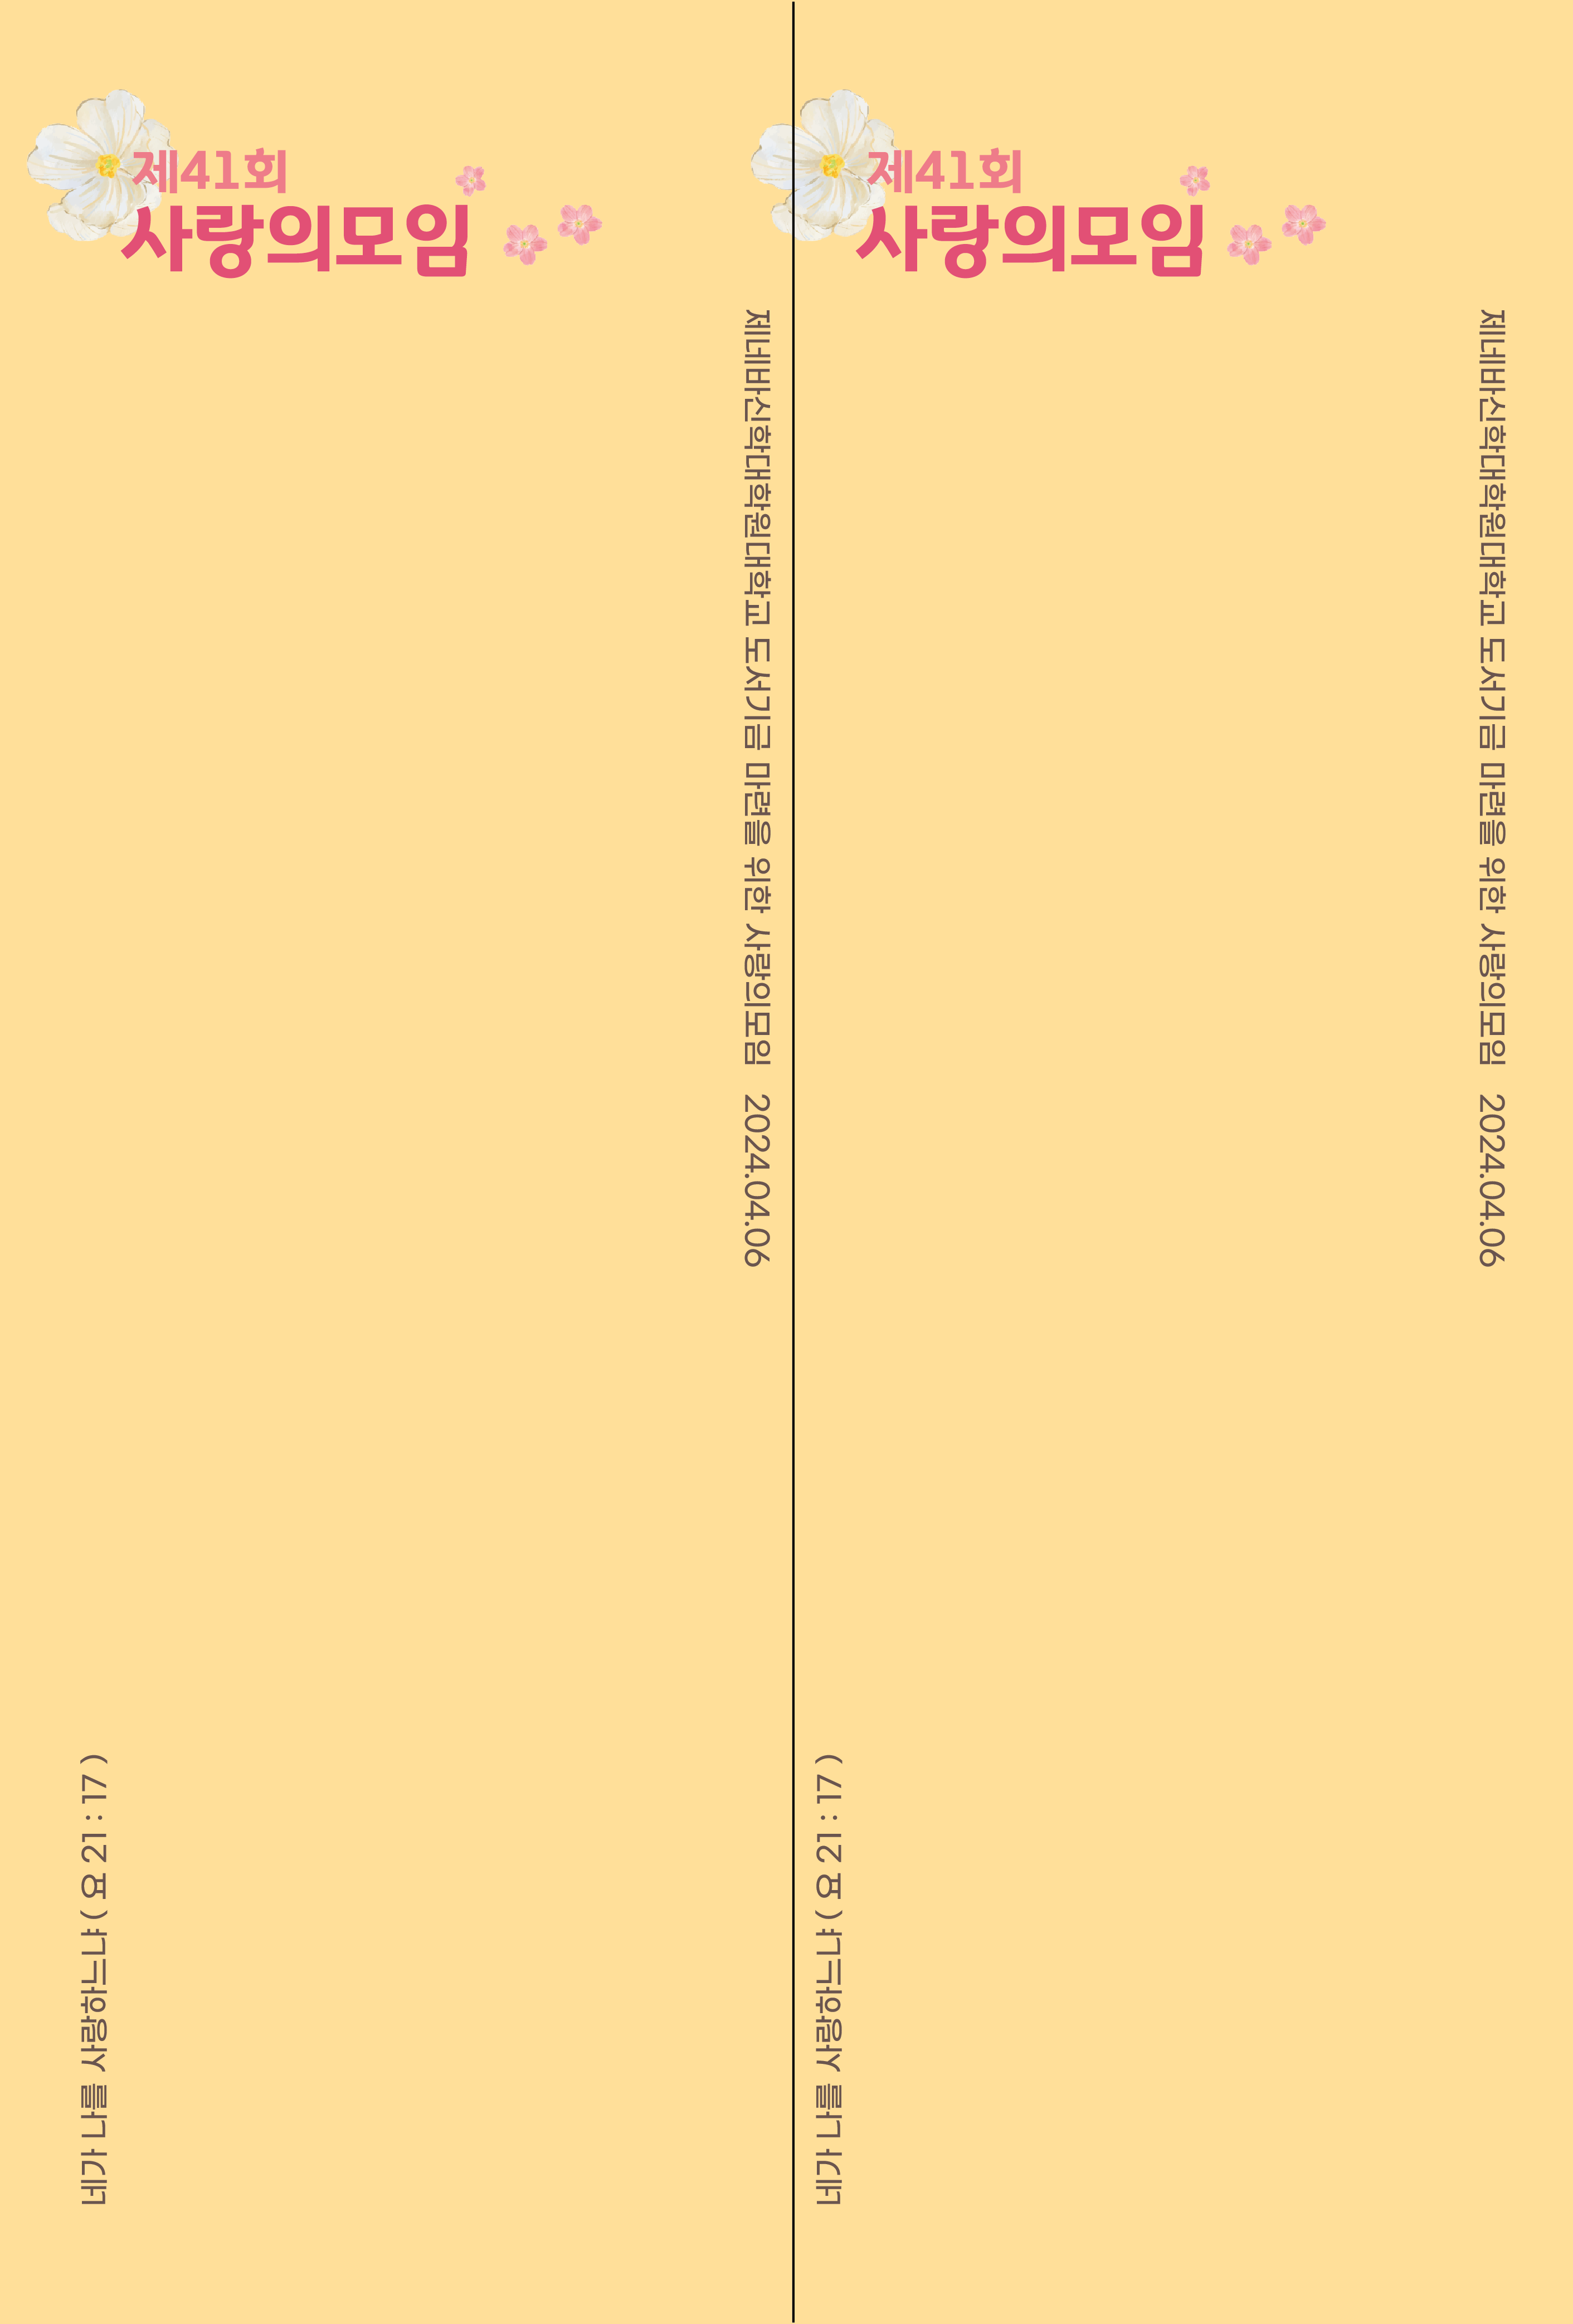 제41회
사랑의모임
제네바신학대학원대학교 도서기금 마련을 위한 사랑의모임 2024.04.06
네가 나를 사랑하느냐 ( 요 21 : 17 )
제41회
사랑의모임
제네바신학대학원대학교 도서기금 마련을 위한 사랑의모임 2024.04.06
네가 나를 사랑하느냐 ( 요 21 : 17 )